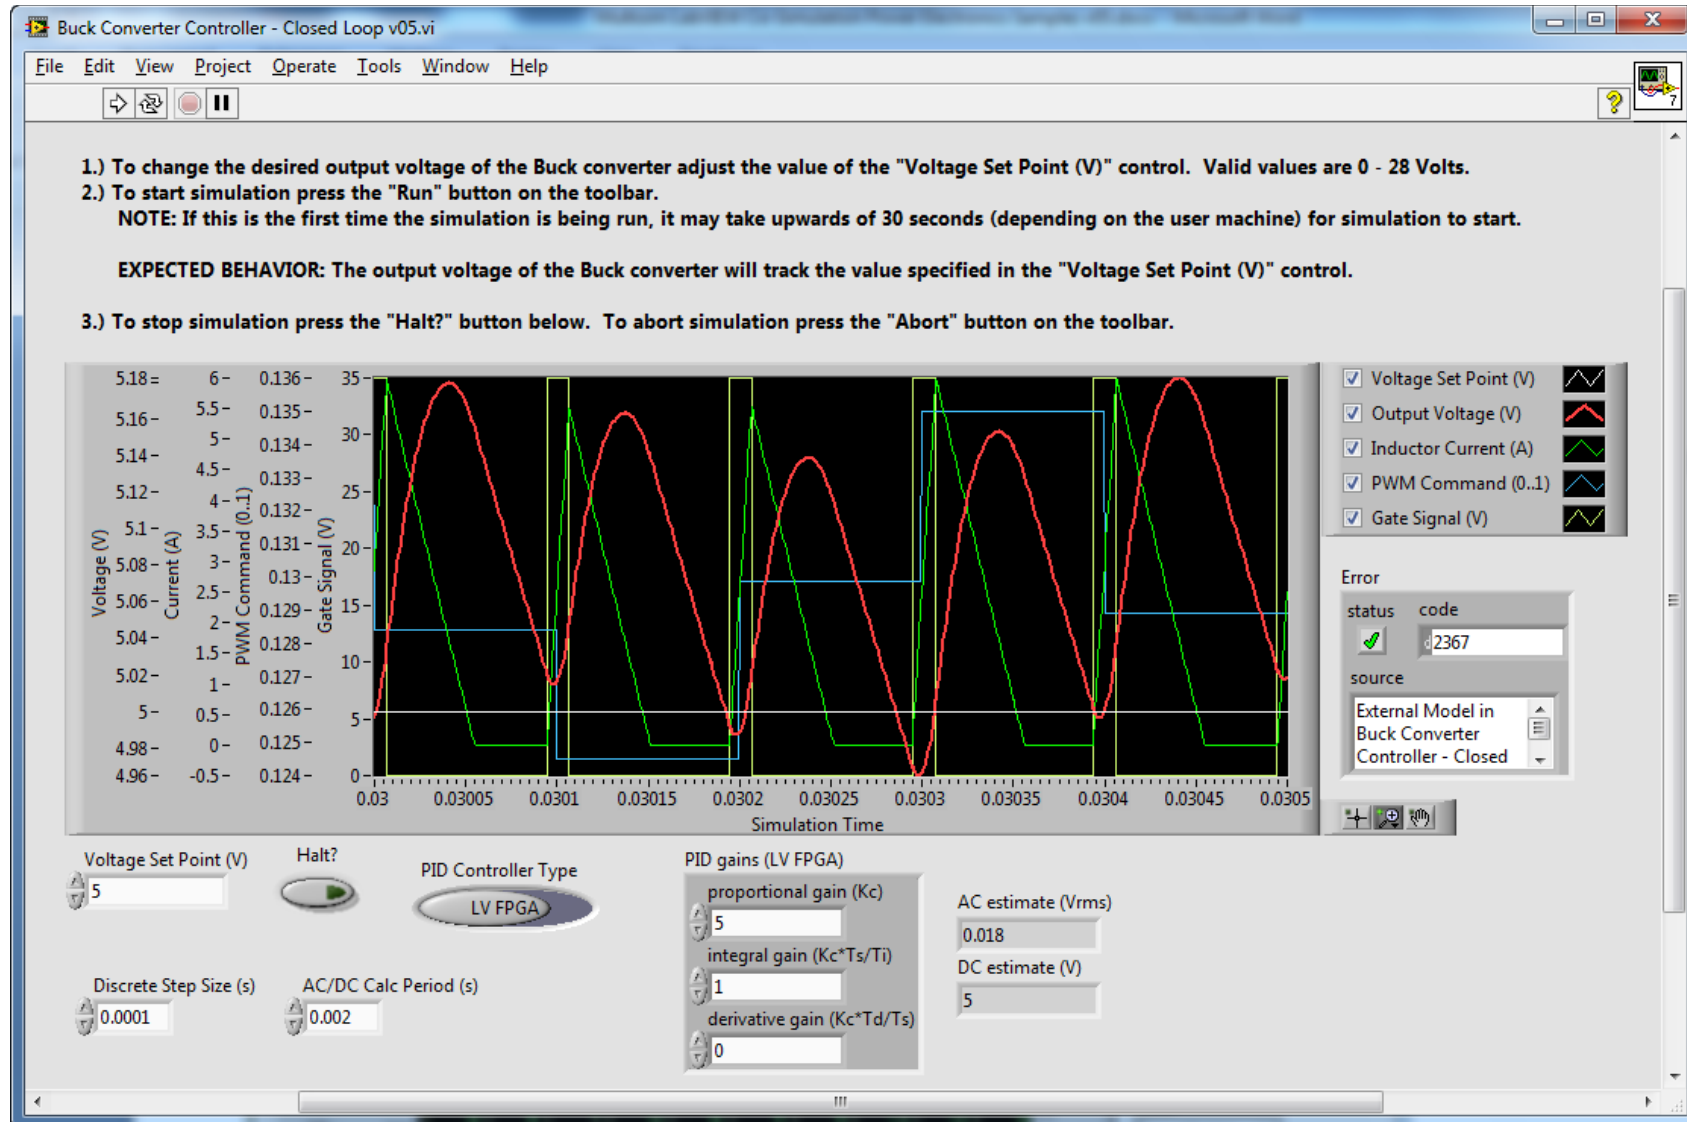 Buck Converter Controller - Closed Loop v05.vi
File Edit View Project Operate Tools Window Help
7
1.) To change the desired output voltage of the Buck converter adjust the value of the "Voltage Set Point (V)" control. Valid values are 0 - 28 Volts.
2.) To start simulation press the "Run" button on the toolbar.
NOTE: If this is the first time the simulation is being run, it may take upwards of 30 seconds (depending on the user machine) for simulation to start.
EXPECTED BEHAVIOR: The output voltage of the Buck converter will track the value specified in the "Voltage Set Point (V)" control.
3.) To stop simulation press the "Halt?" button below. To abort simulation press the "Abort" button on the toolbar.
Voltage (V)
5.18
5.16
5.14
5.12
5.1
5.08
5.06
5.04
5.02
5
4.98
4.96
Current (A)
6
5.5
5
4.5
4
3.5
3
2.5
2
1.5
1
0.5
0
-0.5
PWM Command (0..1)
0.136
0.135
0.134
0.133
0.132
0.131
0.13
0.129
0.128
0.127
0.126
0.125
0.124
Gate Signal (V)
35
30
25
20
15
10
5
0
0.03 0.03005 0.0301 0.03015 0.0302 0.03025 0.0303 0.03035 0.0304 0.03045 0.0305
Simulation Time
Voltage Set Point (V)
Output Voltage (V)
Inductor Current (A)
PWM Command (0..1)
Gate Signal (V)
Error
status code
d 2367
source
External Model in
Buck Converter
Controller - Closed
Voltage Set Point (V)
5
Halt?
PID Controller Type
LV FPGA
Discrete Step Size (s)
0.0001
AC/DC Calc Period (s)
0.002
PID gains (LV FPGA)
proportional gain (Kc)
5
integral gain (Kc*Ts/Ti)
1
derivative gain (Kc*Td/Ts)
0
AC estimate (Vrms)
0.018
DC estimate (V)
5